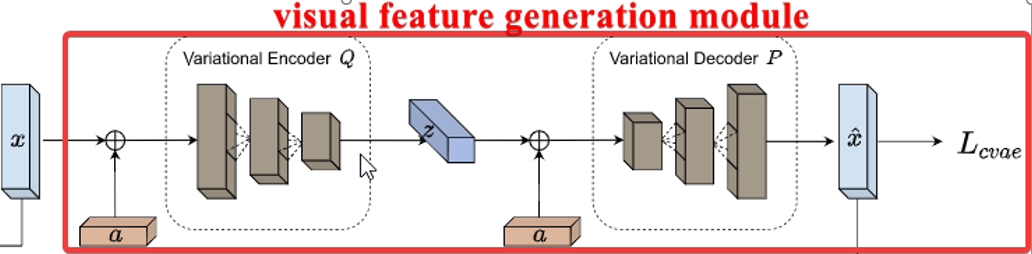 visual feature generation module
Variational Encoder Q
Variational Decoder P
x
z
x̂
L_cvae
a
a